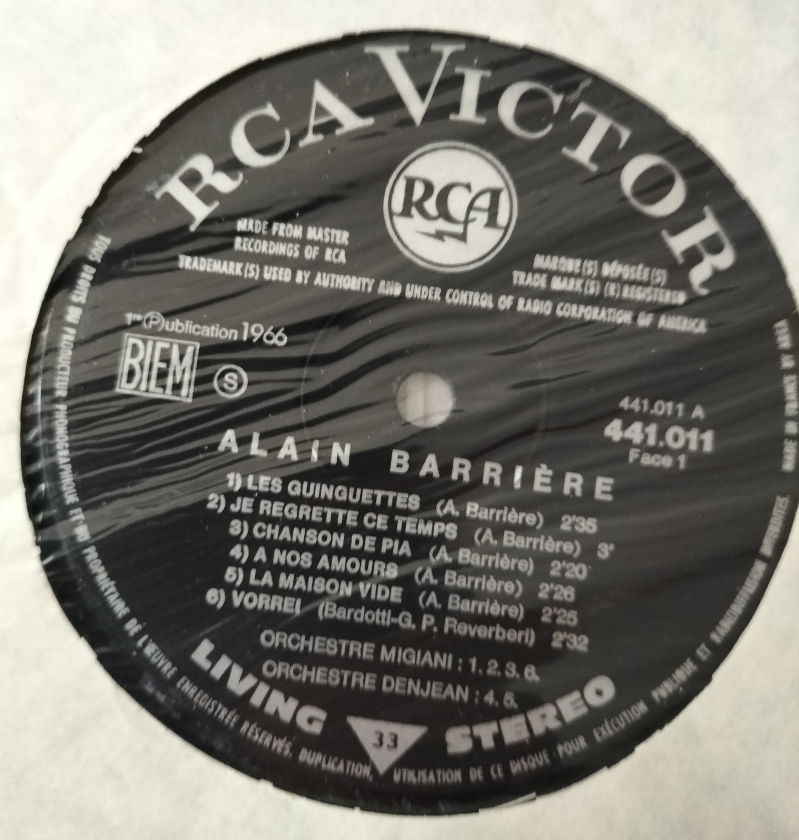 RCA VICTOR
RCA
MADE FROM MASTER
RECORDINGS OF RCA
MARQUE(S) DÉPOSÉE(S)
TRADE MARK(S) (R) REGISTERED
TRADEMARK(S) USED BY AUTHORITY AND UNDER CONTROL OF RADIO CORPORATION OF AMERICA
1re (P)ublication 1966
BIEM
S
441.011 A
441.011
Face 1
ALAIN BARRIÈRE
1) LES GUINGUETTES (A. Barrière) 2'35
2) JE REGRETTE CE TEMPS (A. Barrière) 3'
3) CHANSON DE PIA (A. Barrière) 2'20
4) A NOS AMOURS (A. Barrière) 2'26
5) LA MAISON VIDE (A. Barrière) 2'25
6) VORREI (Bardotti-G. P. Reverberi) 2'32
ORCHESTRE MIGIANI : 1. 2. 3. 6.
ORCHESTRE DENJEAN : 4. 5.
LIVING STEREO
33
TOUS DROITS DU PRODUCTEUR PHONOGRAPHIQUE ET DU PROPRIÉTAIRE DE L'ŒUVRE ENREGISTRÉE RÉSERVÉS. DUPLICATION, UTILISATION DE CE DISQUE POUR EXÉCUTION PUBLIQUE ET RADIODIFFUSION INTERDITES. MADE IN FRANCE BY AREA